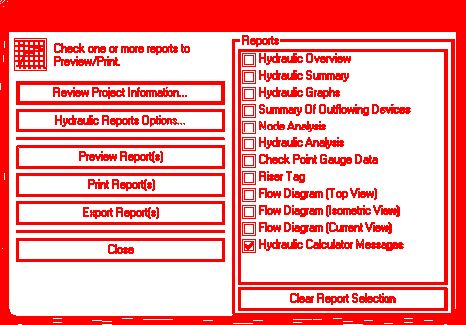 Check one or more reports to
Preview/Print.
Review Project Information...
Hydraulic Reports Options...
Preview Report(s)
Print Report(s)
Export Report(s)
Close
Reports
Hydraulic Overview
Hydraulic Summary
Hydraulic Graphs
Summary Of Outflowing Devices
Node Analysis
Hydraulic Analysis
Check Point Gauge Data
Riser Tag
Flow Diagram (Top View)
Flow Diagram (Isometric View)
Flow Diagram (Current View)
Hydraulic Calculator Messages
Clear Report Selection